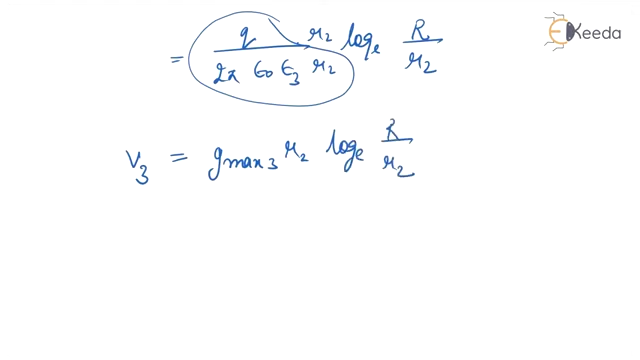 EKeeda
= q / 2π ϵ₀ ϵ₃ r₂ r₂ logₑ R / r₂
V₃ = gmax₃ r₂ logₑ R / r₂